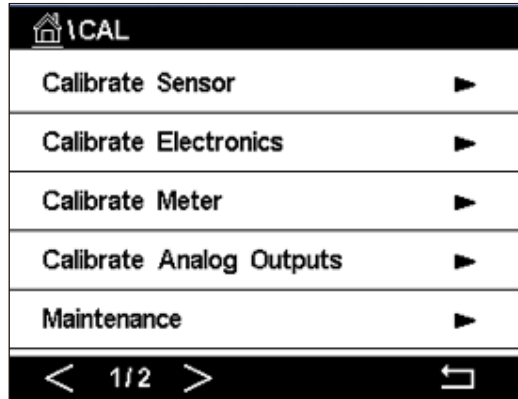 \CAL
Calibrate Sensor
Calibrate Electronics
Calibrate Meter
Calibrate Analog Outputs
Maintenance
< 1/2 >